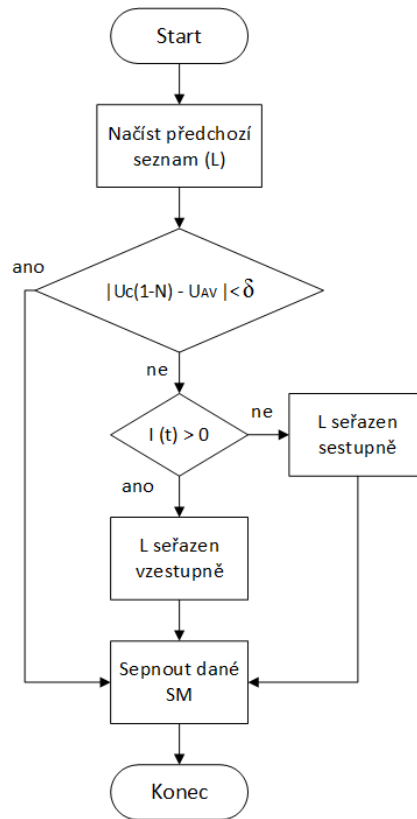 Start
Načíst předchozí
seznam (L)
ano
|Uc(1-N) - UAV |< δ
ne
I (t) > 0
ne
L seřazen
sestupně
ano
L seřazen
vzestupně
Sepnout dané
SM
Konec